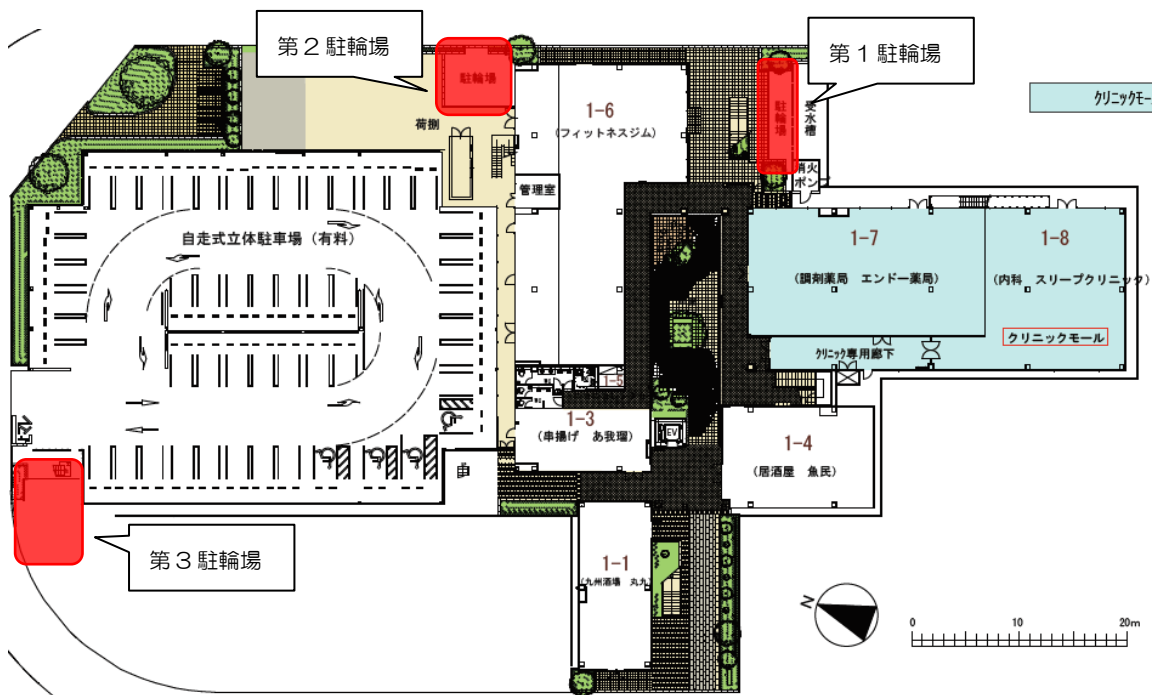 第２駐輪場
第１駐輪場
駐輪場
駐輪場
受水槽
クリニックモー
1-6
(フィットネスジム)
荷捌
消火
ポンプ
管理室
自走式立体駐車場（有料）
1-7
(調剤薬局　エンドー薬局)
1-8
(内科　スリープクリニック)
クリニックモール
クリニック専用廊下
1-5
1-3
(串揚げ　あ我瑠)
EV
1-4
(居酒屋　魚民)
第３駐輪場
1-1
(九州酒場　丸九)
N
0
10
20m